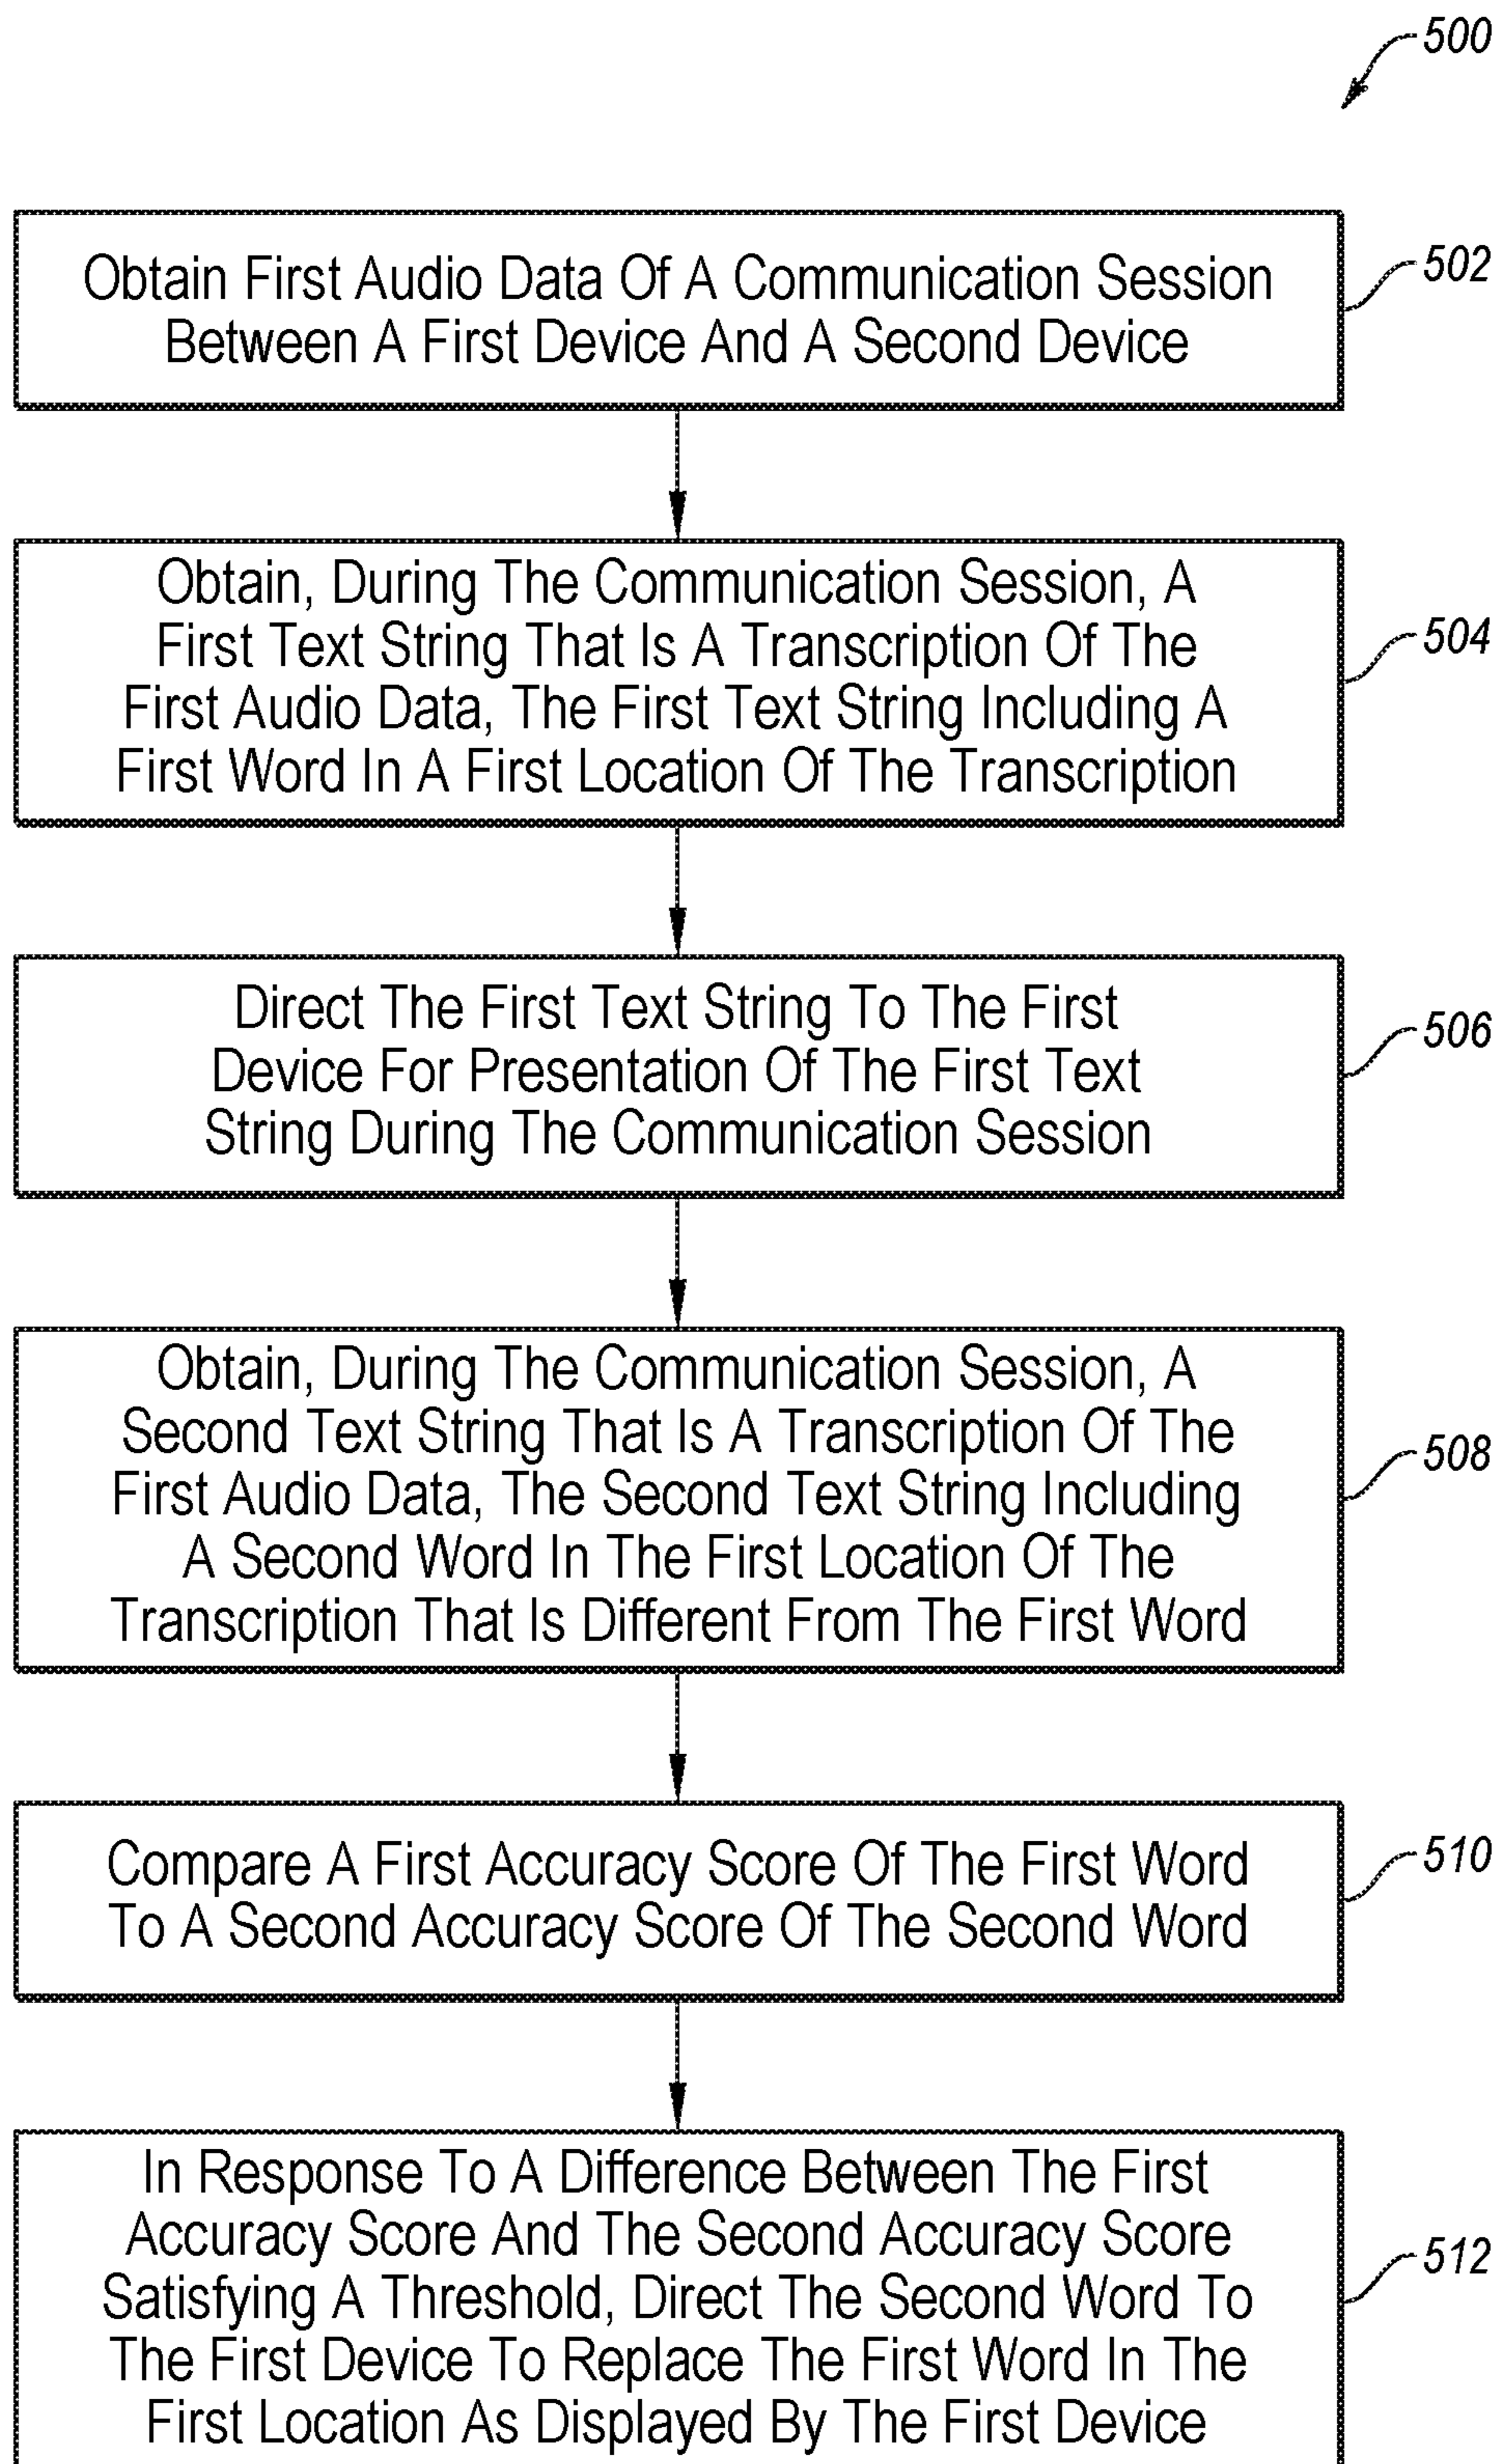 500
Obtain First Audio Data Of A Communication Session
Between A First Device And A Second Device
502
Obtain, During The Communication Session, A
First Text String That Is A Transcription Of The
First Audio Data, The First Text String Including A
First Word In A First Location Of The Transcription
504
Direct The First Text String To The First
Device For Presentation Of The First Text
String During The Communication Session
506
Obtain, During The Communication Session, A
Second Text String That Is A Transcription Of The
First Audio Data, The Second Text String Including
A Second Word In The First Location Of The
Transcription That Is Different From The First Word
508
Compare A First Accuracy Score Of The First Word
To A Second Accuracy Score Of The Second Word
510
In Response To A Difference Between The First
Accuracy Score And The Second Accuracy Score
Satisfying A Threshold, Direct The Second Word To
The First Device To Replace The First Word In The
First Location As Displayed By The First Device
512